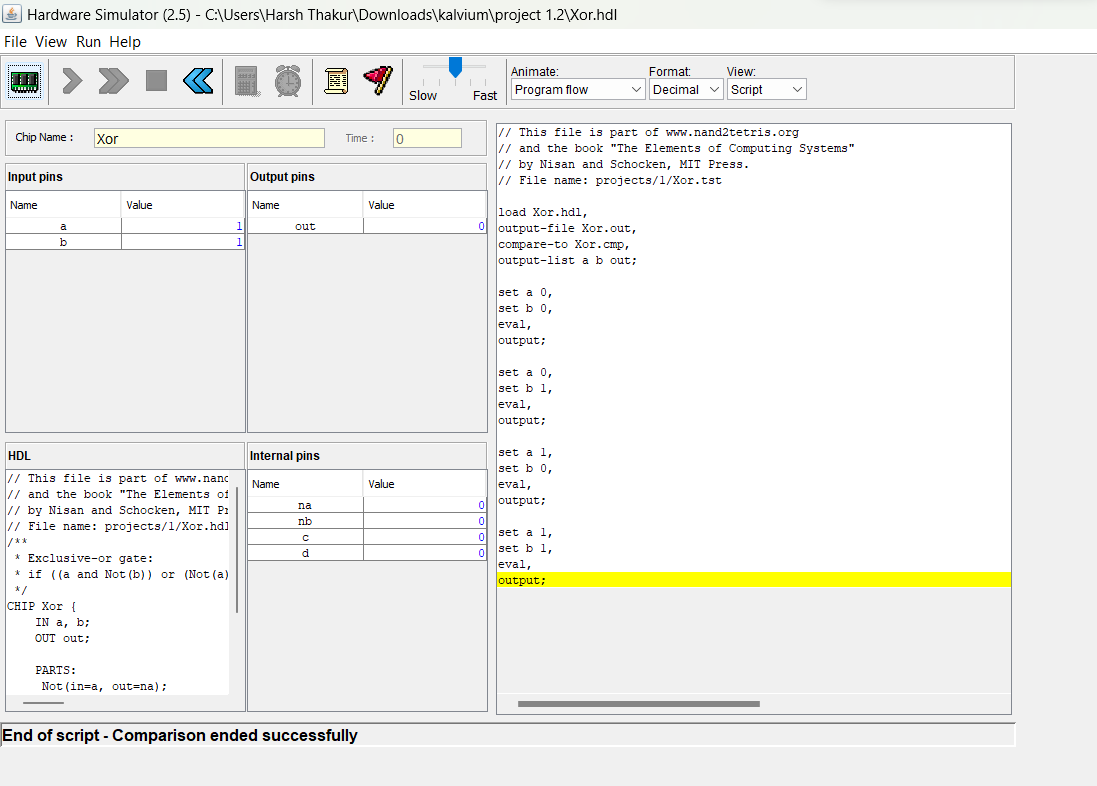 Hardware Simulator (2.5) - C:\Users\Harsh Thakur\Downloads\kalvium\project 1.2\Xor.hdl
File View Run Help
Slow Fast
Animate: Format: View:
Program flow Decimal Script
Chip Name : Xor Time : 0
Input pins
Name Value
a 1
b 1
Output pins
Name Value
out 0
HDL
// This file is part of www.nand
// and the book "The Elements of
// by Nisan and Schocken, MIT Pr
// File name: projects/1/Xor.hdl
/**
* Exclusive-or gate:
* if ((a and Not(b)) or (Not(a)
*/
CHIP Xor {
IN a, b;
OUT out;
PARTS:
Not(in=a, out=na);
Internal pins
Name Value
na 0
nb 0
c 0
d 0
// This file is part of www.nand2tetris.org
// and the book "The Elements of Computing Systems"
// by Nisan and Schocken, MIT Press.
// File name: projects/1/Xor.tst
load Xor.hdl,
output-file Xor.out,
compare-to Xor.cmp,
output-list a b out;
set a 0,
set b 0,
eval,
output;
set a 0,
set b 1,
eval,
output;
set a 1,
set b 0,
eval,
output;
set a 1,
set b 1,
eval,
output;
End of script - Comparison ended successfully